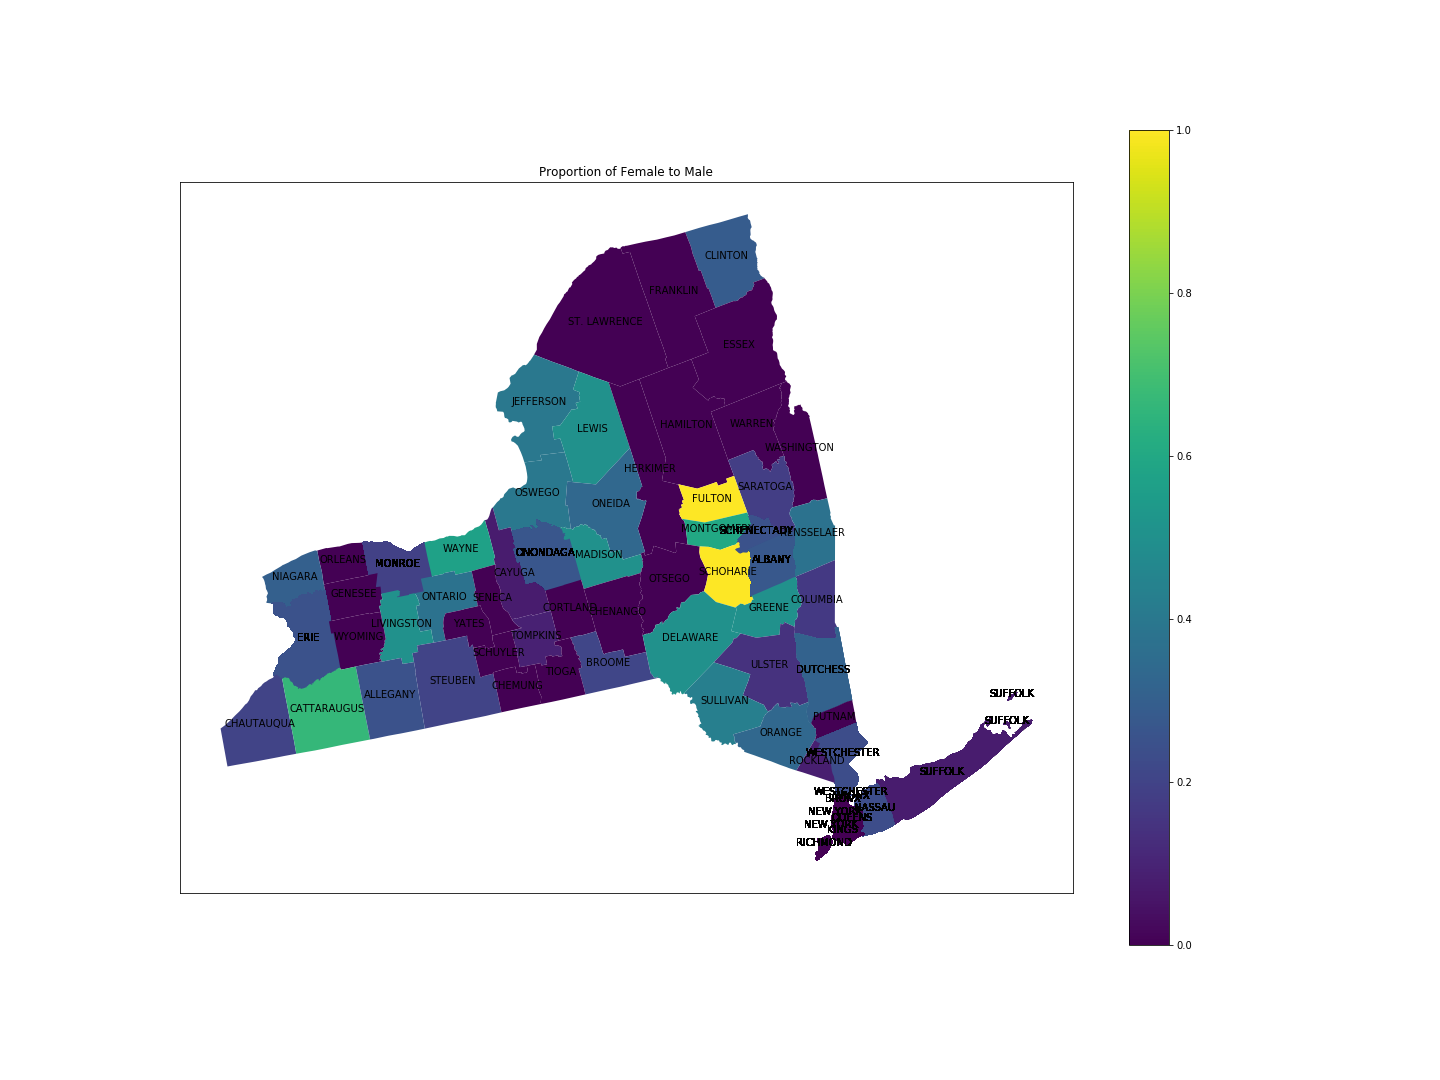 Proportion of Female to Male
1.0
0.8
0.6
0.4
0.2
0.0
CLINTON
FRANKLIN
ST. LAWRENCE
ESSEX
JEFFERSON
LEWIS
HAMILTON
WARREN
WASHINGTON
HERKIMER
OSWEGO
ONEIDA
FULTON
SARATOGA
MONTGOMERY
SCHENECTADY
RENSSELAER
WAYNE
ONONDAGA
MADISON
ALBANY
ORLEANS
MONROE
NIAGARA
CAYUGA
OTSEGO
SCHOHARIE
GENESEE
ONTARIO
SENECA
CORTLAND
CHENANGO
GREENE
COLUMBIA
LIVINGSTON
YATES
ERIE
WYOMING
TOMPKINS
DELAWARE
SCHUYLER
BROOME
ULSTER
DUTCHESS
STEUBEN
CHEMUNG
TIOGA
ALLEGANY
SULLIVAN
CATTARAUGUS
CHAUTAUQUA
PUTNAM
ORANGE
SUFFOLK
SUFFOLK
WESTCHESTER
ROCKLAND
SUFFOLK
WESTCHESTER
BRONX
NASSAU
NEW YORK
QUEENS
NEW YORK
KINGS
RICHMOND